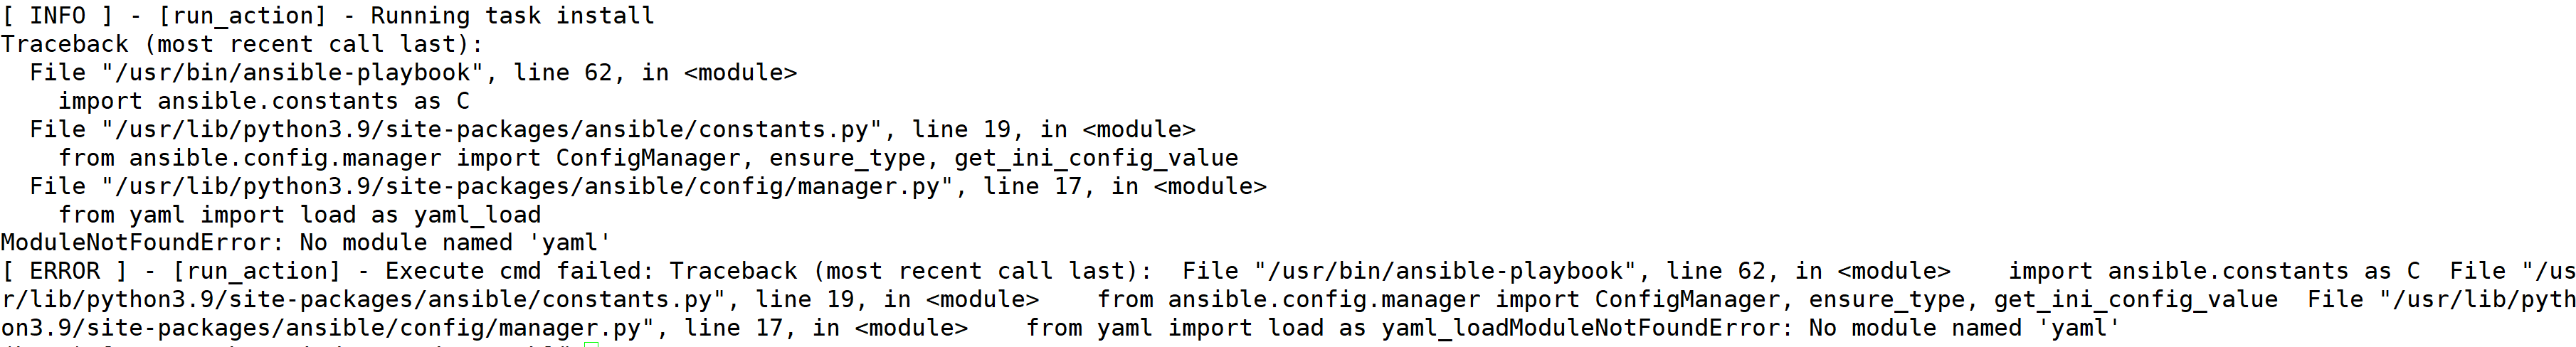 [ INFO ] - [run_action] - Running task install
Traceback (most recent call last):
  File "/usr/bin/ansible-playbook", line 62, in <module>
    import ansible.constants as C
  File "/usr/lib/python3.9/site-packages/ansible/constants.py", line 19, in <module>
    from ansible.config.manager import ConfigManager, ensure_type, get_ini_config_value
  File "/usr/lib/python3.9/site-packages/ansible/config/manager.py", line 17, in <module>
    from yaml import load as yaml_load
ModuleNotFoundError: No module named 'yaml'
[ ERROR ] - [run_action] - Execute cmd failed: Traceback (most recent call last):  File "/usr/bin/ansible-playbook", line 62, in <module>    import ansible.constants as C  File "/us
r/lib/python3.9/site-packages/ansible/constants.py", line 19, in <module>    from ansible.config.manager import ConfigManager, ensure_type, get_ini_config_value  File "/usr/lib/pyth
on3.9/site-packages/ansible/config/manager.py", line 17, in <module>    from yaml import load as yaml_loadModuleNotFoundError: No module named 'yaml'